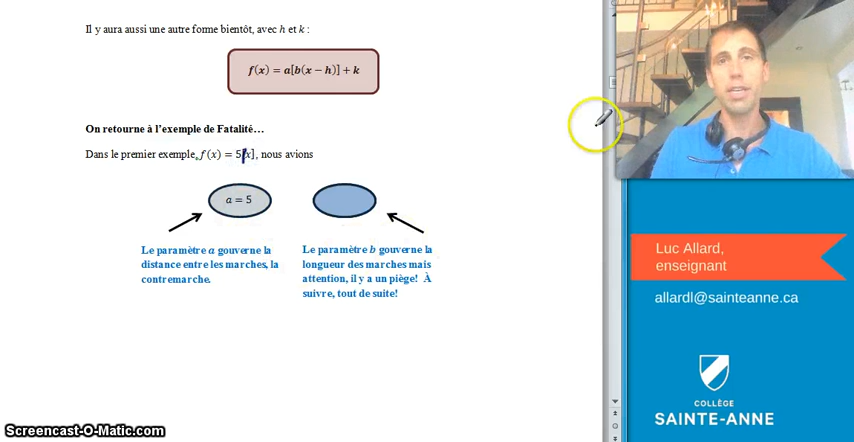 Il y aura aussi une autre forme bientôt, avec h et k :
f(x) = a[b(x − h)] + k
On retourne à l'exemple de Fatalité…
Dans le premier exemple, f(x) = 5[x], nous avions
a = 5
Le paramètre a gouverne la
distance entre les marches, la
contremarche.
Le paramètre b gouverne la
longueur des marches mais
attention, il y a un piège! À
suivre, tout de suite!
Luc Allard,
enseignant
allardl@sainteanne.ca
COLLÈGE
SAINTE-ANNE
Screencast-O-Matic.com